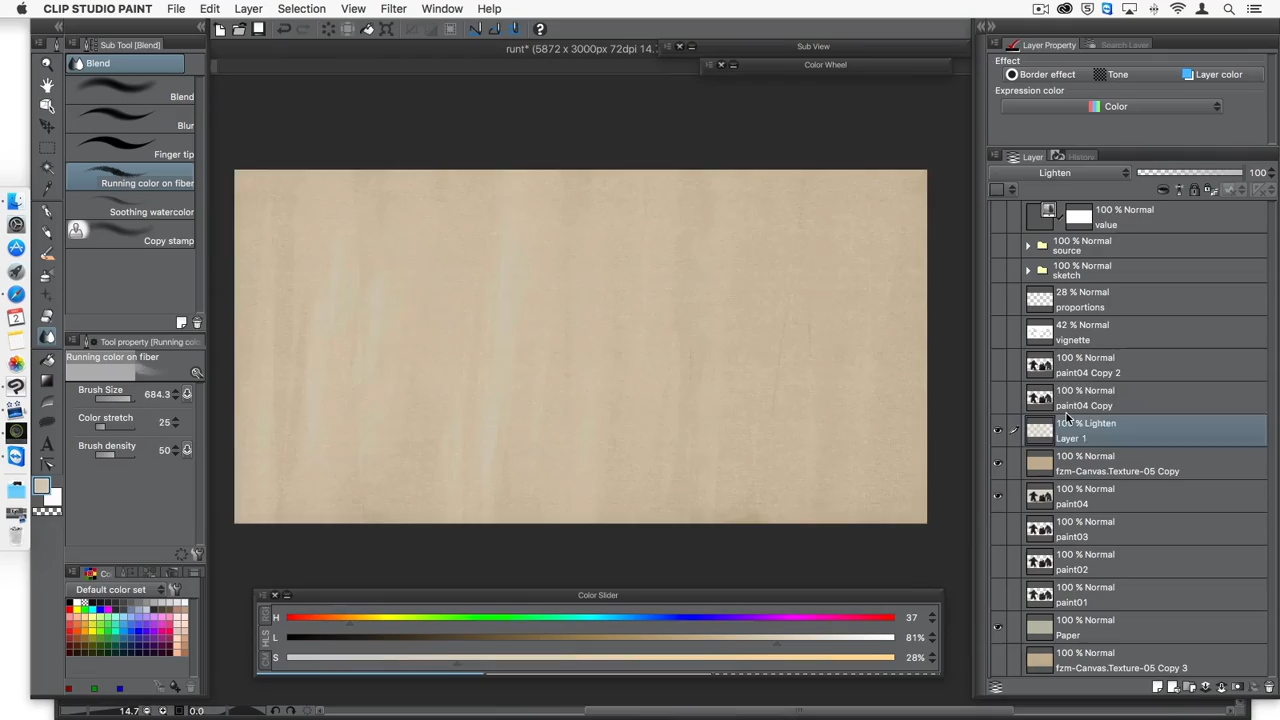 CLIP STUDIO PAINT File Edit Layer Selection View Filter Window Help
Sub Tool [Blend]
Blend
Blend
Blur
Finger tip
Running color on fiber
Soothing watercolor
Copy stamp
Tool property [Running colo
Running color on fiber
Brush Size 684.3
Color stretch 25
Brush density 50
Co
Default color set
runt* (5872 x 3000px 72dpi 14.
Sub View
Color Wheel
Color Slider
H 37
L 81%
S 28%
RGB
HLS
CM
14.7 0.0
Layer Property Search Layer
Effect
Border effect Tone Layer color
Expression color
Color
Layer History
Lighten 100
100 % Normal
value
100 % Normal
source
100 % Normal
sketch
28 % Normal
proportions
42 % Normal
vignette
100 % Normal
paint04 Copy 2
100 % Normal
paint04 Copy
100 % Lighten
Layer 1
100 % Normal
fzm-Canvas.Texture-05 Copy
100 % Normal
paint04
100 % Normal
paint03
100 % Normal
paint02
100 % Normal
paint01
100 % Normal
Paper
100 % Normal
fzm-Canvas.Texture-05 Copy 3
2